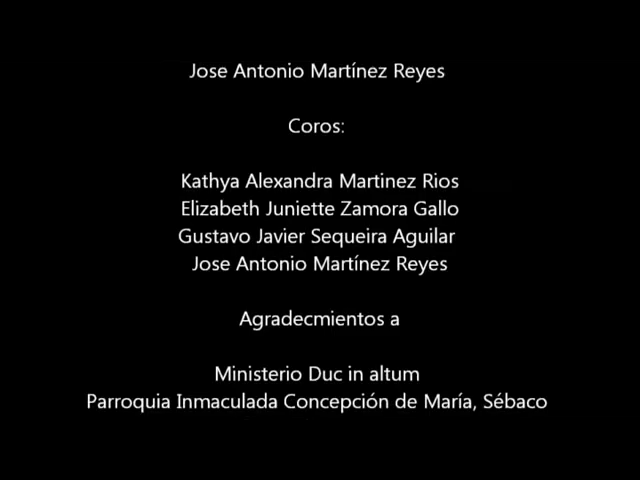 Jose Antonio Martínez Reyes
Coros:
Kathya Alexandra Martinez Rios
Elizabeth Juniette Zamora Gallo
Gustavo Javier Sequeira Aguilar
Jose Antonio Martínez Reyes
Agradecmientos a
Ministerio Duc in altum
Parroquia Inmaculada Concepción de María, Sébaco